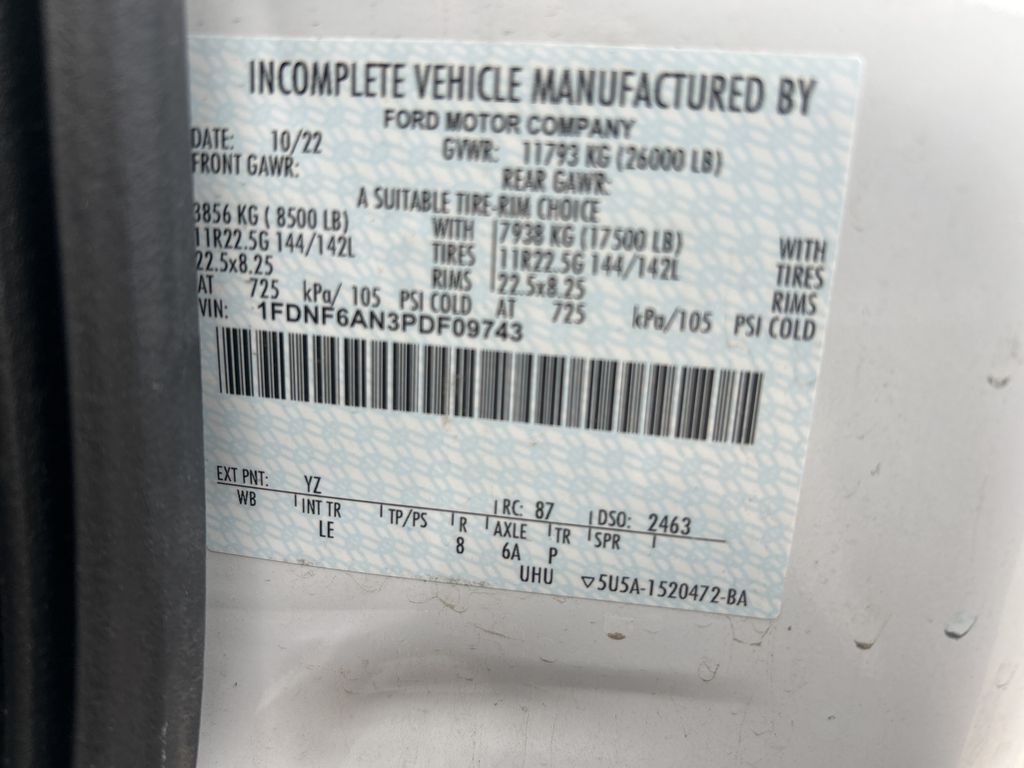 INCOMPLETE VEHICLE MANUFACTURED BY
FORD MOTOR COMPANY
DATE: 10/22 GVWR: 11793 KG (26000 LB)
FRONT GAWR: REAR GAWR:
A SUITABLE TIRE-RIM CHOICE
3856 KG ( 8500 LB) WITH 7938 KG (17500 LB) WITH
11R22.5G 144/142L TIRES 11R22.5G 144/142L TIRES
22.5x8.25 RIMS 22.5x8.25 RIMS
AT 725 kPa/ 105 PSI COLD AT 725 kPa/105 PSI COLD
VIN: 1FDNF6AN3PDF09743
EXT PNT: YZ RC: 87 DSO: 2463
WB INT TR TP/PS R AXLE TR SPR
LE 8 6A P
UHU ▽5U5A-1520472-BA